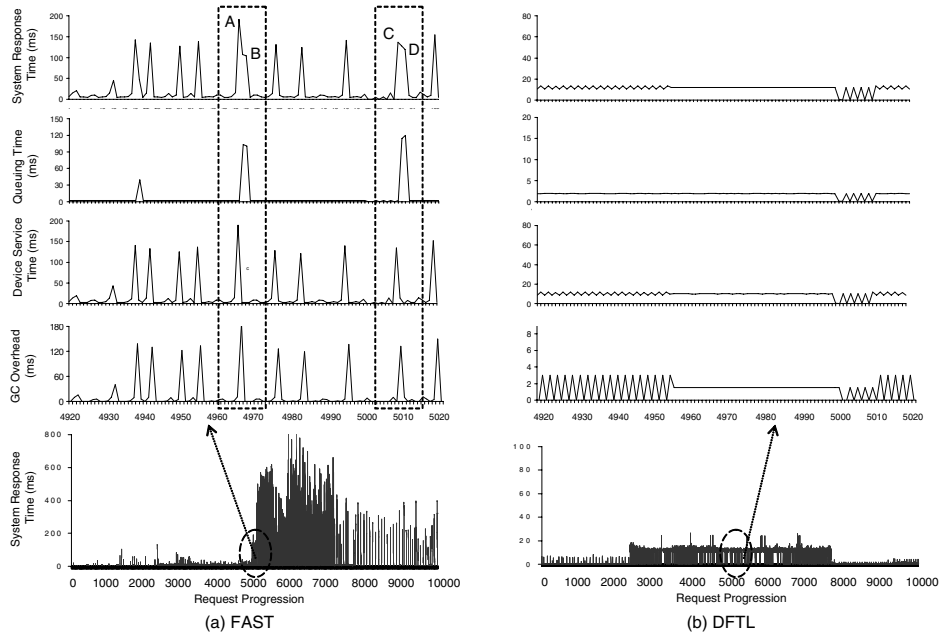 System Response
Time (ms)
200
150
100
50
0
A
B
C
D
Queuing Time
(ms)
150
120
90
60
30
0
Device Service
Time (ms)
200
150
100
50
0
GC Overhead
(ms)
180
120
60
0
4920 4930 4940 4950 4960 4970 4980 4990 5000 5010 5020
System Response
Time (ms)
800
600
400
200
0
0 1000 2000 3000 4000 5000 6000 7000 8000 9000 10000
Request Progression
(a) FAST
80
60
40
20
0
20
15
10
5
0
80
60
40
20
0
8
6
4
2
0
4920 4930 4940 4950 4960 4970 4980 4990 5000 5010 5020
100
80
60
40
20
0
0 1000 2000 3000 4000 5000 6000 7000 8000 9000 10000
Request Progression
(b) DFTL